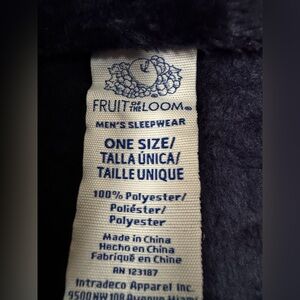 FRUIT OF THE LOOM®
MEN'S SLEEPWEAR
ONE SIZE/
TALLA ÚNICA/
TAILLE UNIQUE
100% Polyester/
Poliéster/
Polyester
Made in China
Hecho en China
Fabriqué en Chine
RN 123187
Intradeco Apparel Inc.
9500 NW 108 Avenue Miami